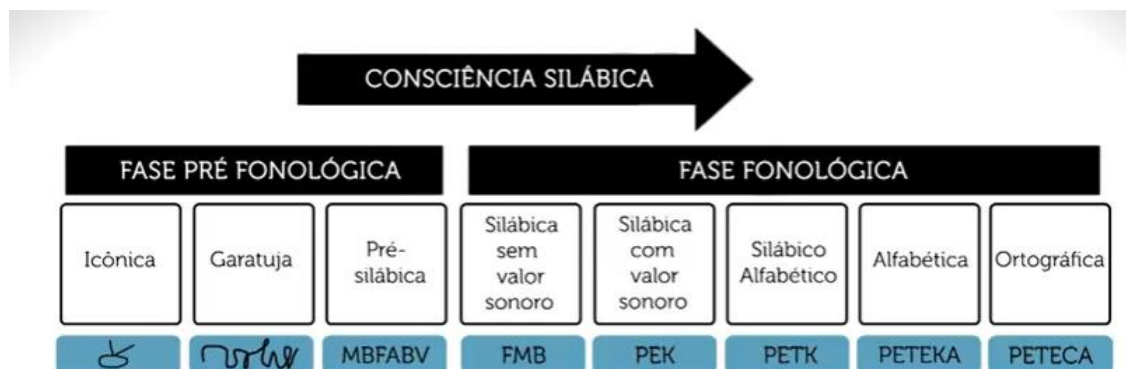 CONSCIÊNCIA SILÁBICA
FASE PRÉ FONOLÓGICA
FASE FONOLÓGICA
Icônica
Garatuja
Pré-
silábica
Silábica
sem
valor
sonoro
Silábica
com
valor
sonoro
Silábico
Alfabético
Alfabética
Ortográfica
MBFABV
FMB
PEK
PETK
PETEKA
PETECA